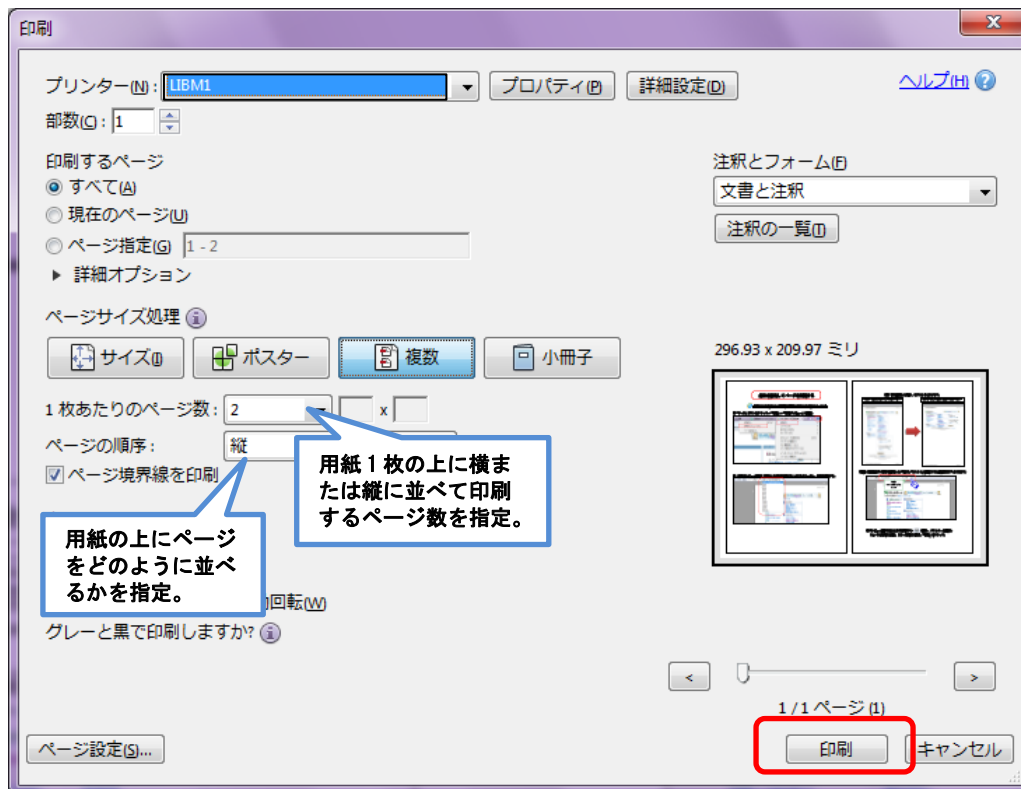 印刷
プリンター(N): LIBM1 プロパティ(P) 詳細設定(D) ヘルプ(H)
部数(C): 1
印刷するページ
すべて(A)
現在のページ(U)
ページ指定(G) 1 - 2
詳細オプション
注釈とフォーム(F)
文書と注釈
注釈の一覧(T)
ページサイズ処理
サイズ(I) ポスター 複数 小冊子
1 枚あたりのページ数: 2 x
ページの順序: 縦
ページ境界線を印刷
用紙1枚の上に横ま
たは縦に並べて印刷
するページ数を指定。
用紙の上にページ
をどのように並べ
るかを指定。
回転(W)
グレーと黒で印刷しますか?
296.93 x 209.97 ミリ
< >
1 / 1 ページ (1)
ページ設定(S)... 印刷 キャンセル